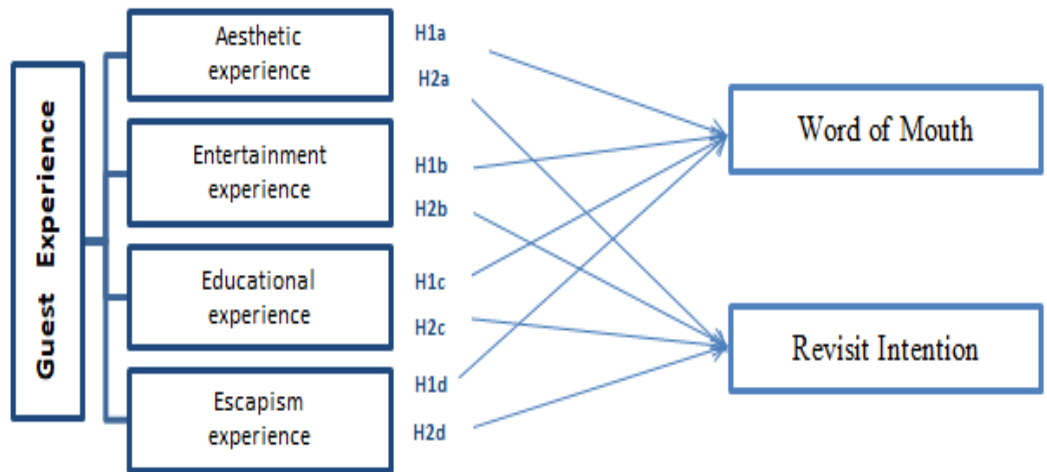 Guest Experience
Aesthetic
experience
H1a
H2a
Entertainment
experience
H1b
H2b
Educational
experience
H1c
H2c
Escapism
experience
H1d
H2d
Word of Mouth
Revisit Intention